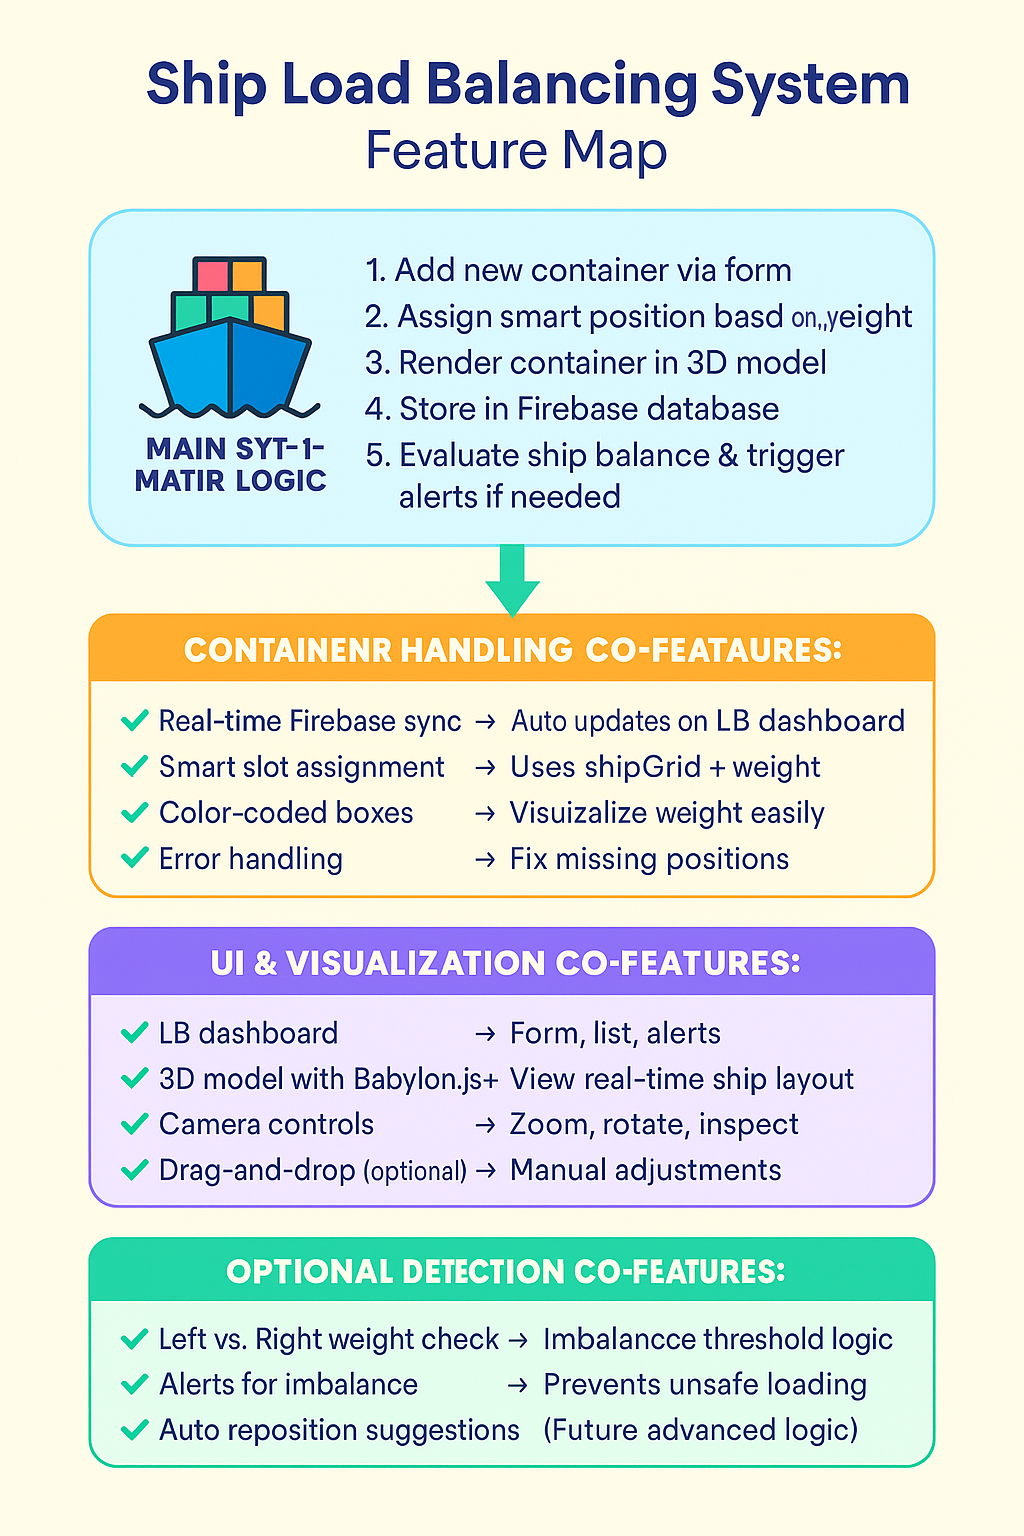 Ship Load Balancing System
Feature Map
1. Add new container via form
2. Assign smart position basd on,,yeight
3. Render container in 3D model
4. Store in Firebase database
5. Evaluate ship balance & trigger
alerts if needed
MAIN SYT-1-
MATIR LOGIC
CONTAINENR HANDLING CO-FEATAURES:
✔ Real-time Firebase sync → Auto updates on LB dashboard
✔ Smart slot assignment → Uses shipGrid + weight
✔ Color-coded boxes → Visuizalize weight easily
✔ Error handling → Fix missing positions
UI & VISUALIZATION CO-FEATURES:
✔ LB dashboard → Form, list, alerts
✔ 3D model with Babylon.js+ View real-time ship layout
✔ Camera controls → Zoom, rotate, inspect
✔ Drag-and-drop (optional) → Manual adjustments
OPTIONAL DETECTION CO-FEATURES:
✔ Left vs. Right weight check → Imbalancce threshold logic
✔ Alerts for imbalance → Prevents unsafe loading
✔ Auto reposition suggestions (Future advanced logic)